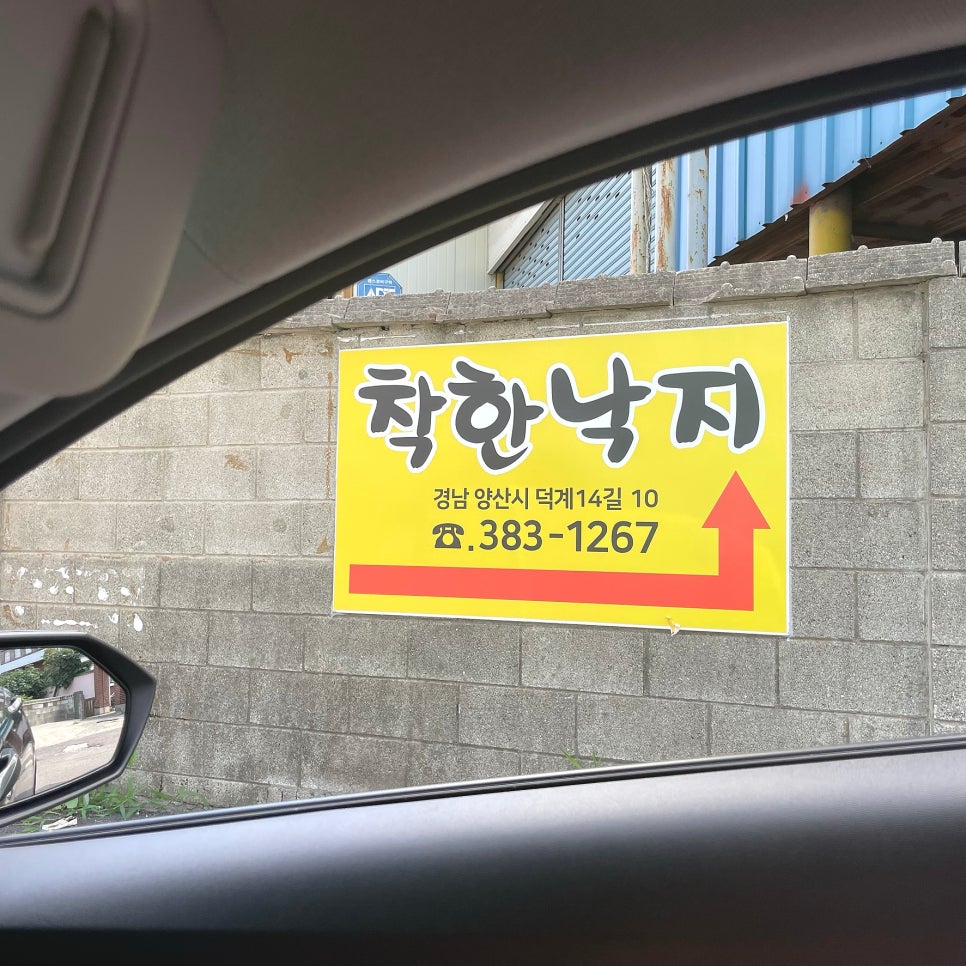 착한낙지
경남 양산시 덕계14길 10
☎.383-1267